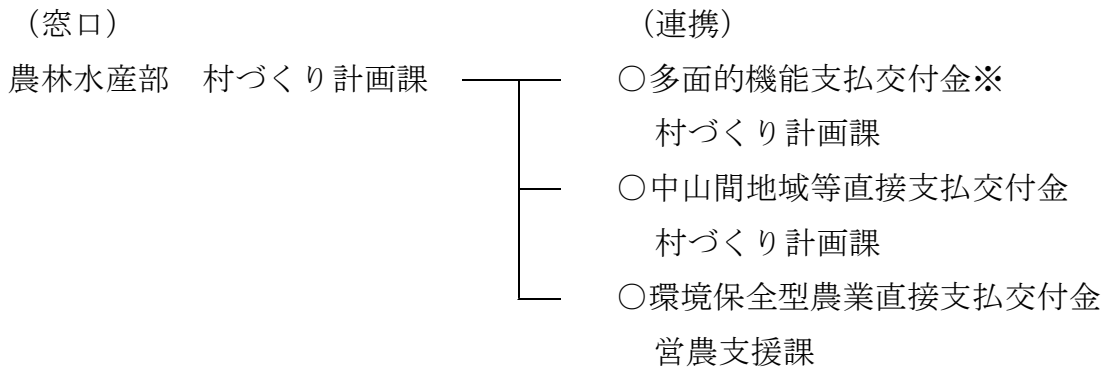 （窓口）　　　　　　　　　　　　　　（連携）
農林水産部　村づくり計画課　　　　　○多面的機能支払交付金※
村づくり計画課
○中山間地域等直接支払交付金
村づくり計画課
○環境保全型農業直接支払交付金
営農支援課